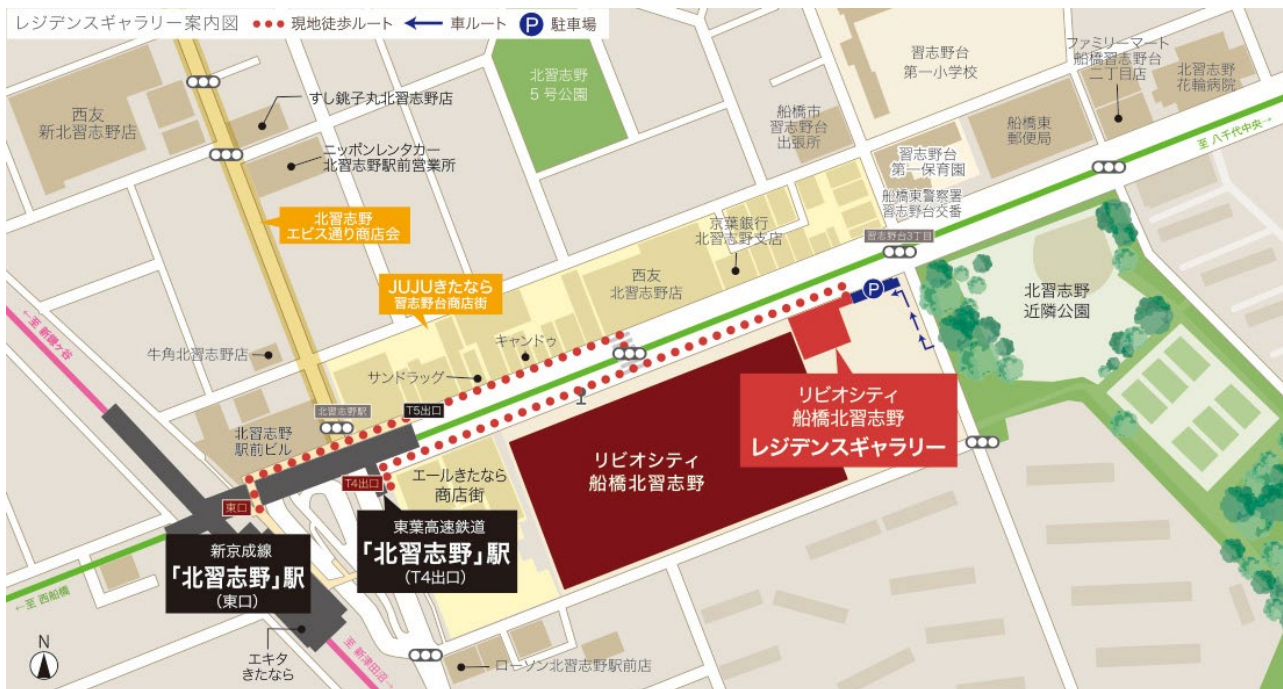 レジデンスギャラリー案内図 現地徒歩ルート 車ルート P 駐車場
西友
新北習志野店
すし銚子丸北習志野店
ニッポンレンタカー
北習志野駅前営業所
北習志野
5号公園
習志野台
第一小学校
ファミリーマート
船橋習志野台
二丁目店
北習志野
花輪病院
船橋市
習志野台
出張所
船橋東
郵便局
至 八千代中央→
習志野台
第一保育園
船橋東警察署
習志野台交番
北習志野
エビス通り商店会
京葉銀行
北習志野支店
習志野台3丁目
JUJUきたなら
習志野台商店街
西友
北習志野店
P
北習志野
近隣公園
←至 新鎌ヶ谷
牛角北習志野店
キャンドゥ
サンドラッグ
北習志野駅
T5出口
リビオシティ
船橋北習志野
レジデンスギャラリー
北習志野
駅前ビル
T4出口
エールきたなら
商店街
リビオシティ
船橋北習志野
東口
新京成線
「北習志野」駅
(東口)
東葉高速鉄道
「北習志野」駅
(T4出口)
←至 西船橋
N
エキタ
きたなら
至 新津田沼→
ローソン北習志野駅前店